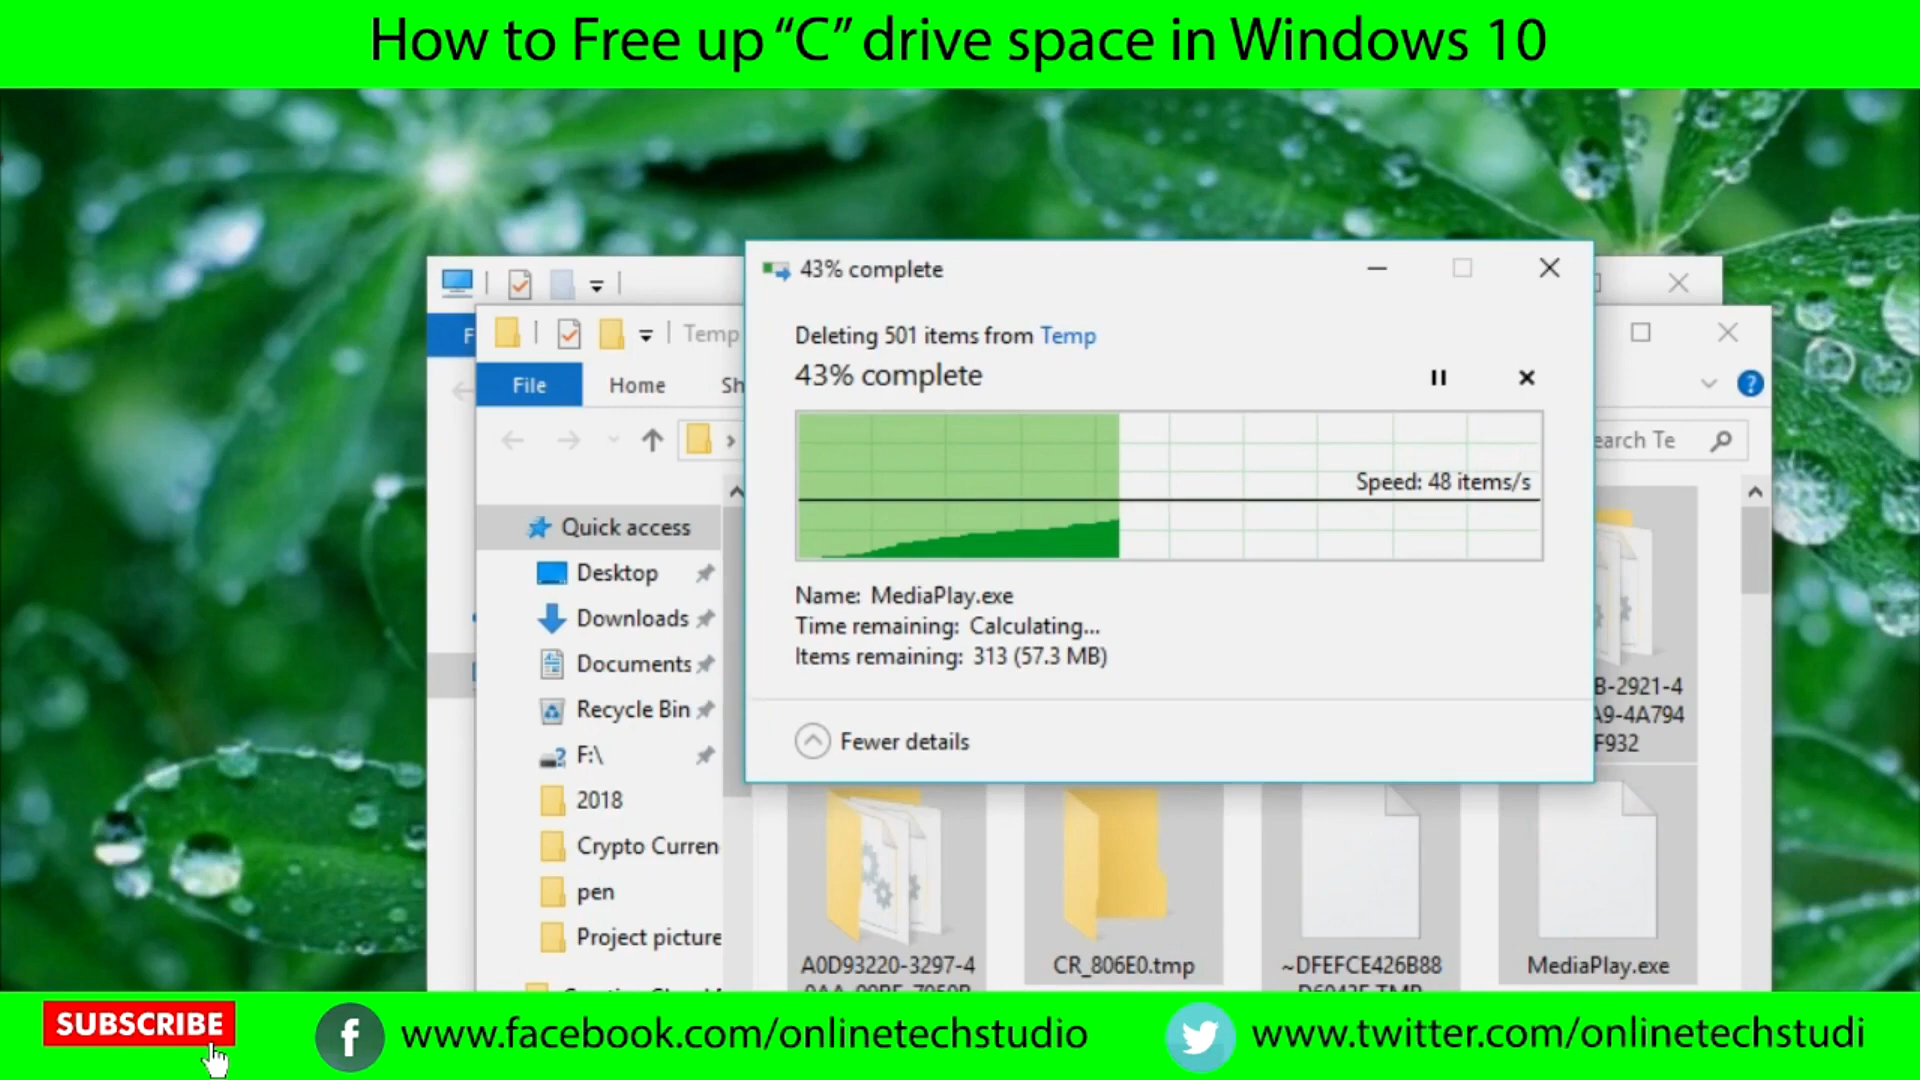 How to Free up “C” drive space in Windows 10
43% complete
Deleting 501 items from Temp
43% complete
Speed: 48 items/s
Name: MediaPlay.exe
Time remaining: Calculating...
Items remaining: 313 (57.3 MB)
Fewer details
F
Temp
File
Home
Sh
earch Te
Quick access
Desktop
Downloads
Documents
Recycle Bin
F:\
2018
Crypto Curren
pen
Project picture
B-2921-4
A9-4A794
F932
A0D93220-3297-4
CR_806E0.tmp
~DFEFCE426B88
MediaPlay.exe
SUBSCRIBE
www.facebook.com/onlinetechstudio
www.twitter.com/onlinetechstudi